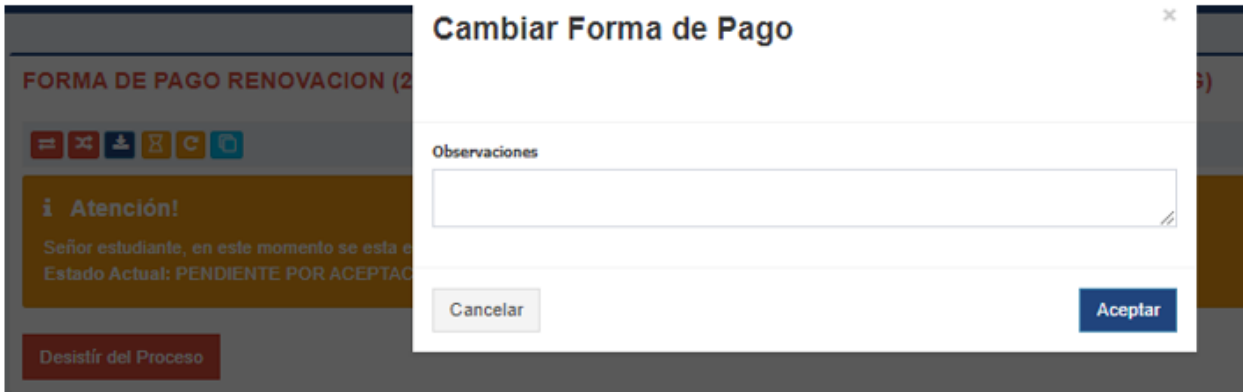 Cambiar Forma de Pago
×
FORMA DE PAGO RENOVACION (2
)
Observaciones
i Atención!
Señor estudiante, en este momento se esta e
Estado Actual: PENDIENTE POR ACEPTAC
Cancelar
Aceptar
Desistír del Proceso